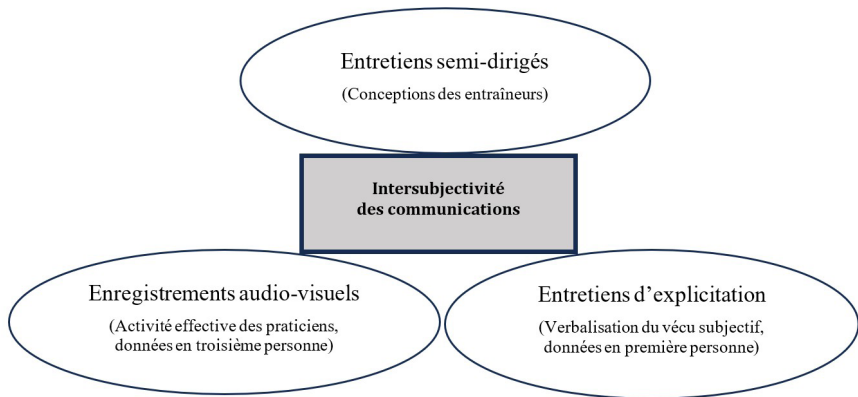 Entretiens semi-dirigés
(Conceptions des entraîneurs)
Intersubjectivité
des communications
Enregistrements audio-visuels
(Activité effective des praticiens,
données en troisième personne)
Entretiens d’explicitation
(Verbalisation du vécu subjectif,
données en première personne)